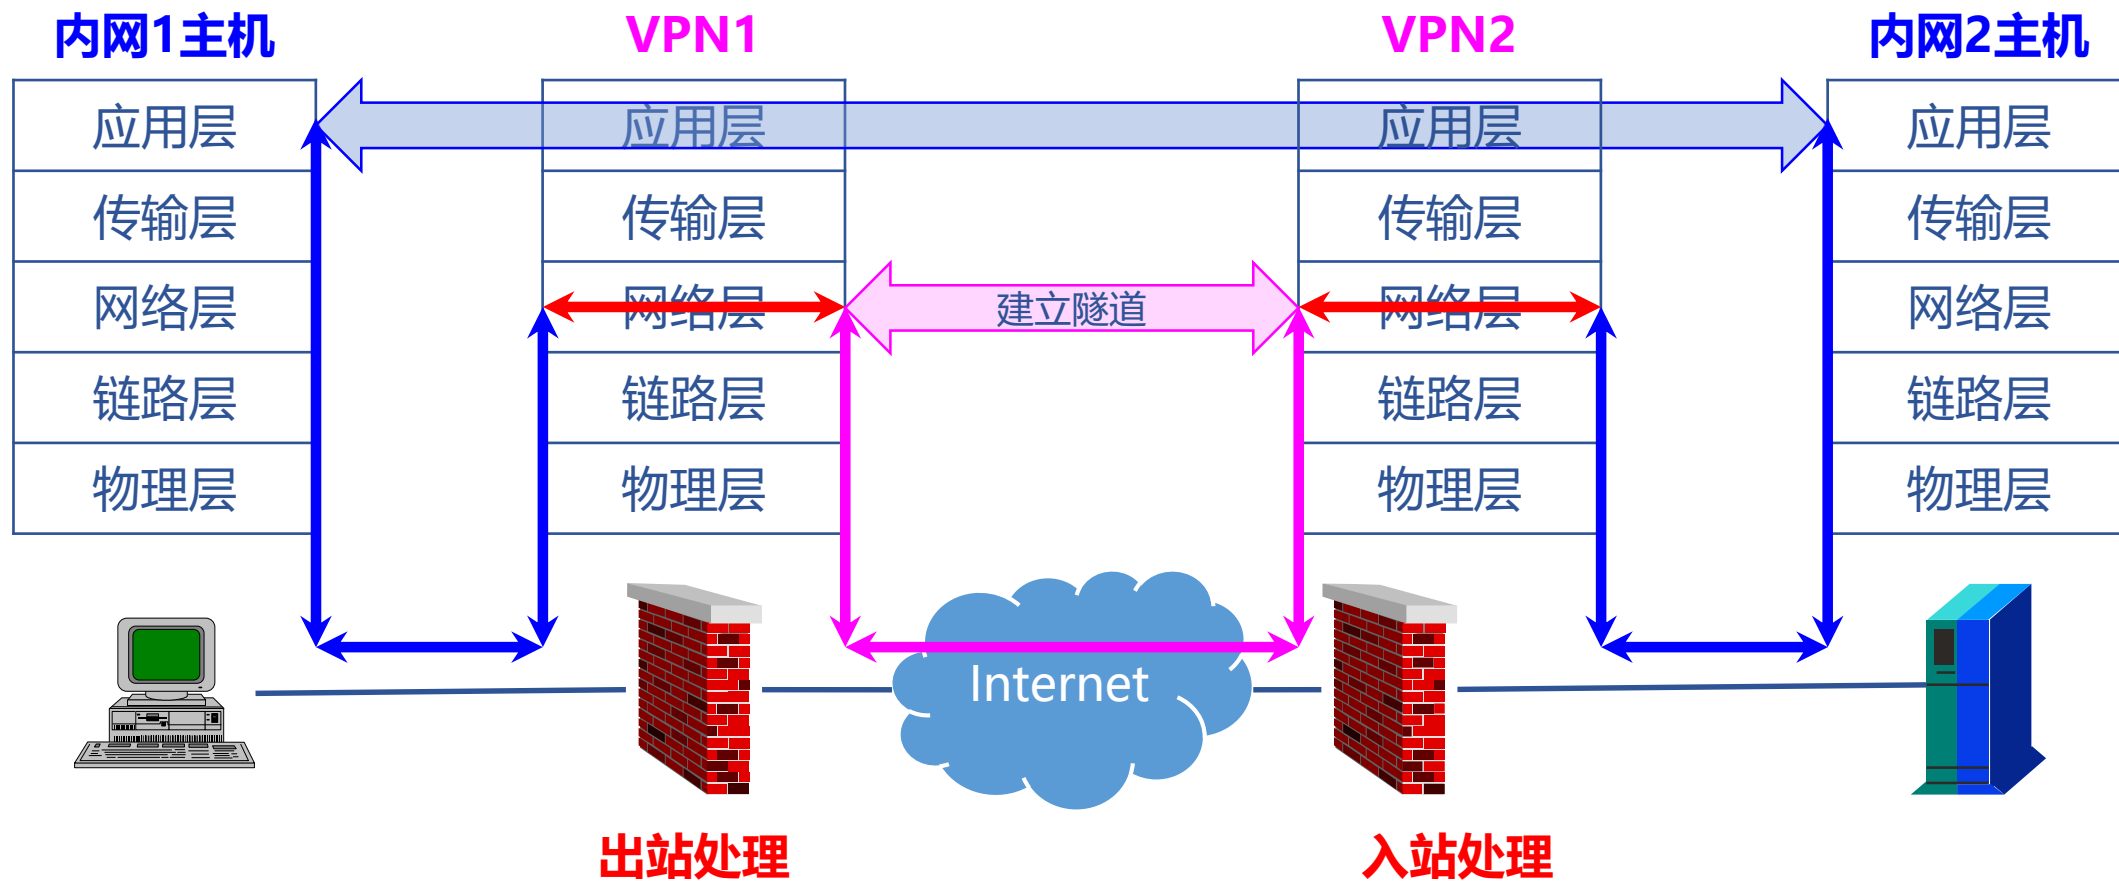 内网1主机
VPN1
VPN2
内网2主机
应用层
应用层
应用层
应用层
传输层
传输层
传输层
传输层
网络层
网络层
建立隧道
网络层
网络层
链路层
链路层
链路层
链路层
物理层
物理层
物理层
物理层
Internet
出站处理
入站处理